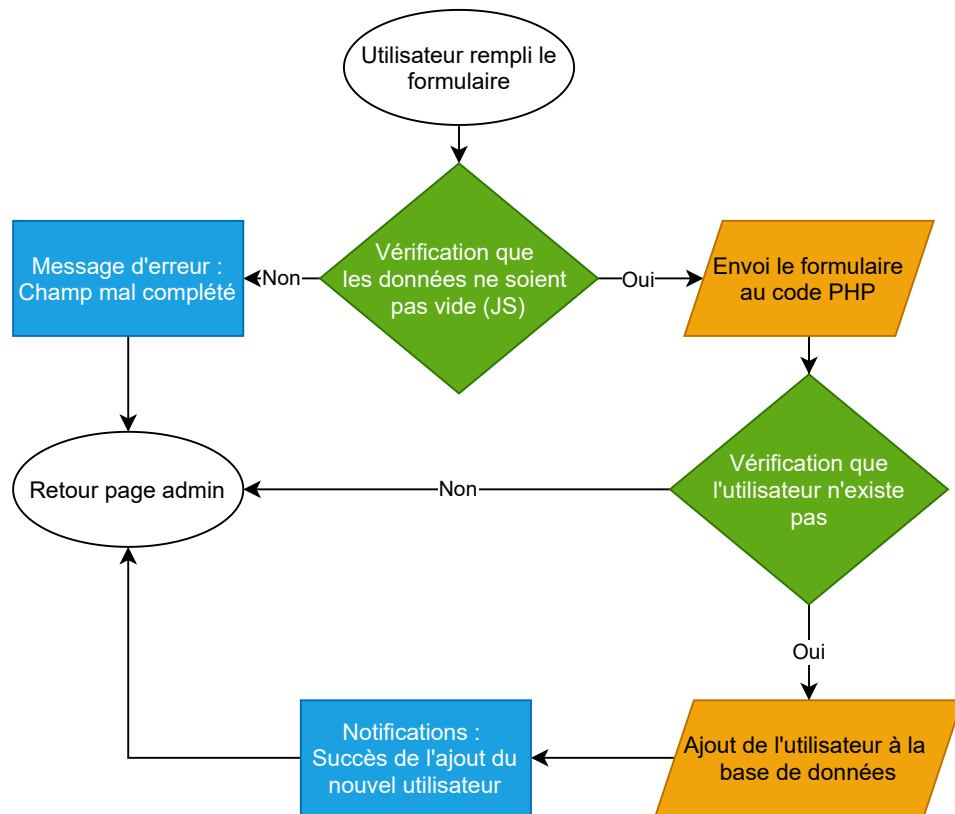 Utilisateur rempli le
formulaire
Vérification que
les données ne soient
pas vide (JS)
Non
Message d'erreur :
Champ mal complété
Oui
Envoi le formulaire
au code PHP
Vérification que
l'utilisateur n'existe
pas
Non
Retour page admin
Oui
Ajout de l'utilisateur à la
base de données
Notifications :
Succès de l'ajout du
nouvel utilisateur